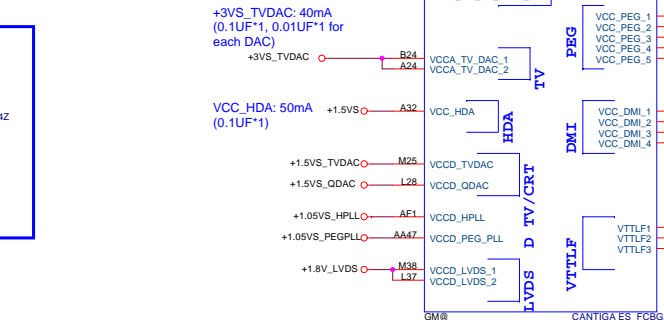 +3VS_TVDAC: 40mA
(0.1UF*1, 0.01UF*1 for
each DAC)
+3VS_TVDAC
B24
A24
VCCA_TV_DAC_1
VCCA_TV_DAC_2
TV
PEG
VCC_PEG_1
VCC_PEG_2
VCC_PEG_3
VCC_PEG_4
VCC_PEG_5
4Z
VCC_HDA: 50mA
(0.1UF*1)
+1.5VS
A32
VCC_HDA
HDA
DMI
VCC_DMI_1
VCC_DMI_2
VCC_DMI_3
VCC_DMI_4
+1.5VS_TVDAC
M25
VCCD_TVDAC
+1.5VS_QDAC
L28
VCCD_QDAC
D TV/CRT
+1.05VS_HPLL
AF1
VCCD_HPLL
+1.05VS_PEGPLL
AA47
VCCD_PEG_PLL
VTTLF
VTTLF1
VTTLF2
VTTLF3
+1.8V_LVDS
M38
L37
VCCD_LVDS_1
VCCD_LVDS_2
LVDS
GM@
CANTIGA ES_FCBG